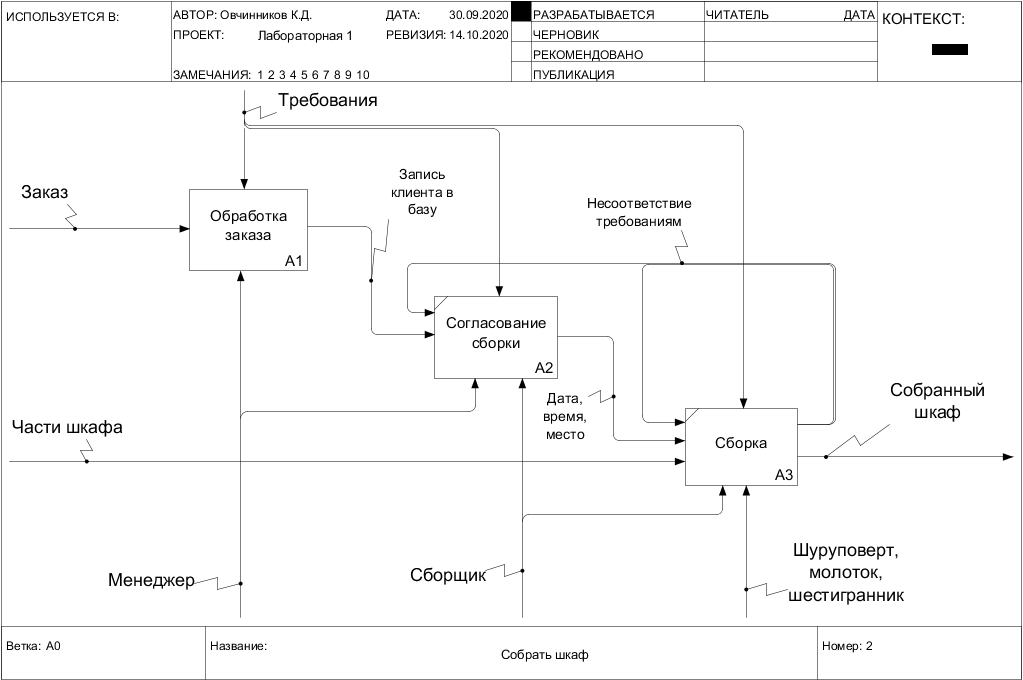 ИСПОЛЬЗУЕТСЯ В:
АВТОР: Овчинников К.Д.
ДАТА: 30.09.2020
ПРОЕКТ: Лабораторная 1
РЕВИЗИЯ: 14.10.2020
ЗАМЕЧАНИЯ: 1 2 3 4 5 6 7 8 9 10
РАЗРАБАТЫВАЕТСЯ
ЧЕРНОВИК
РЕКОМЕНДОВАНО
ПУБЛИКАЦИЯ
ЧИТАТЕЛЬ ДАТА
КОНТЕКСТ:
Требования
Заказ
Обработка
заказа
A1
Запись
клиента в
базу
Несоответствие
требованиям
Согласование
сборки
A2
Дата,
время,
место
Части шкафа
Сборка
A3
Собранный
шкаф
Менеджер
Сборщик
Шуруповерт,
молоток,
шестигранник
Ветка: A0
Название:
Собрать шкаф
Номер: 2